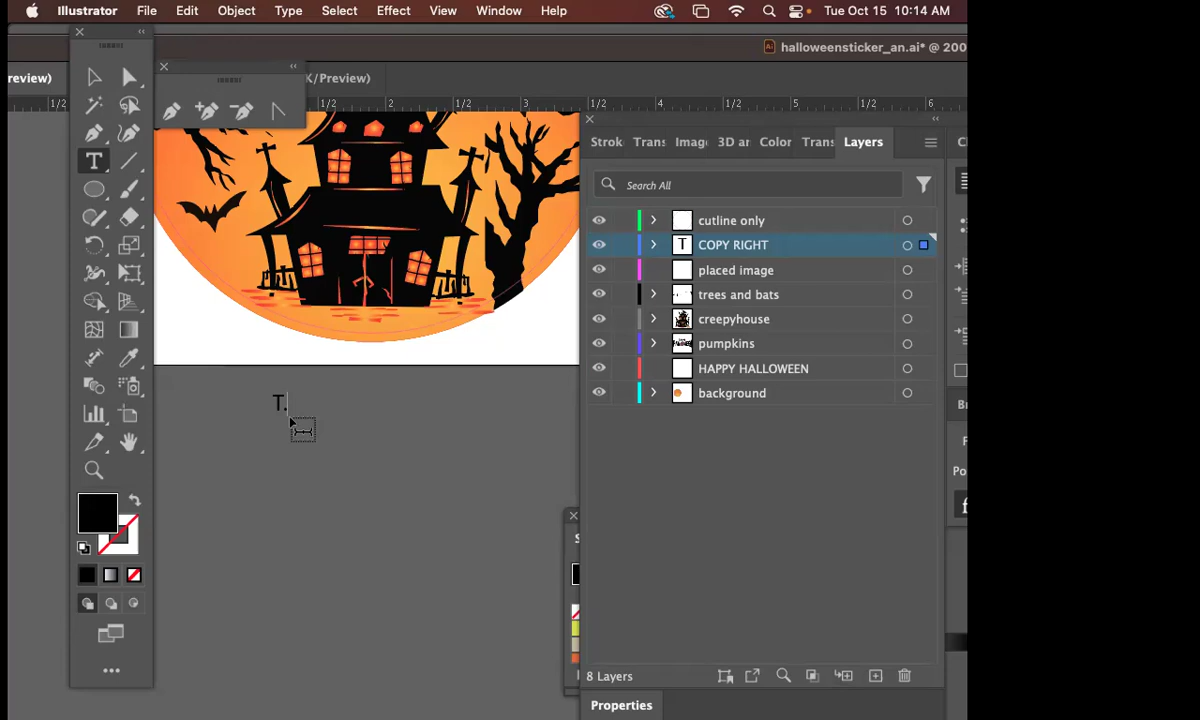 Illustrator File Edit Object Type Select Effect View Window Help Tue Oct 15 10:14 AM
halloweensticker_an.ai* @ 200
review) K/Preview)
1/2 1/2 2 1/2 3 1/2 4 1/2 5 1/2 6
Strok Trans Imag 3D ar Color Trans Layers
Search All
cutline only
T COPY RIGHT
placed image
trees and bats
creepyhouse
pumpkins
HAPPY HALLOWEEN
background
T.
8 Layers
Properties